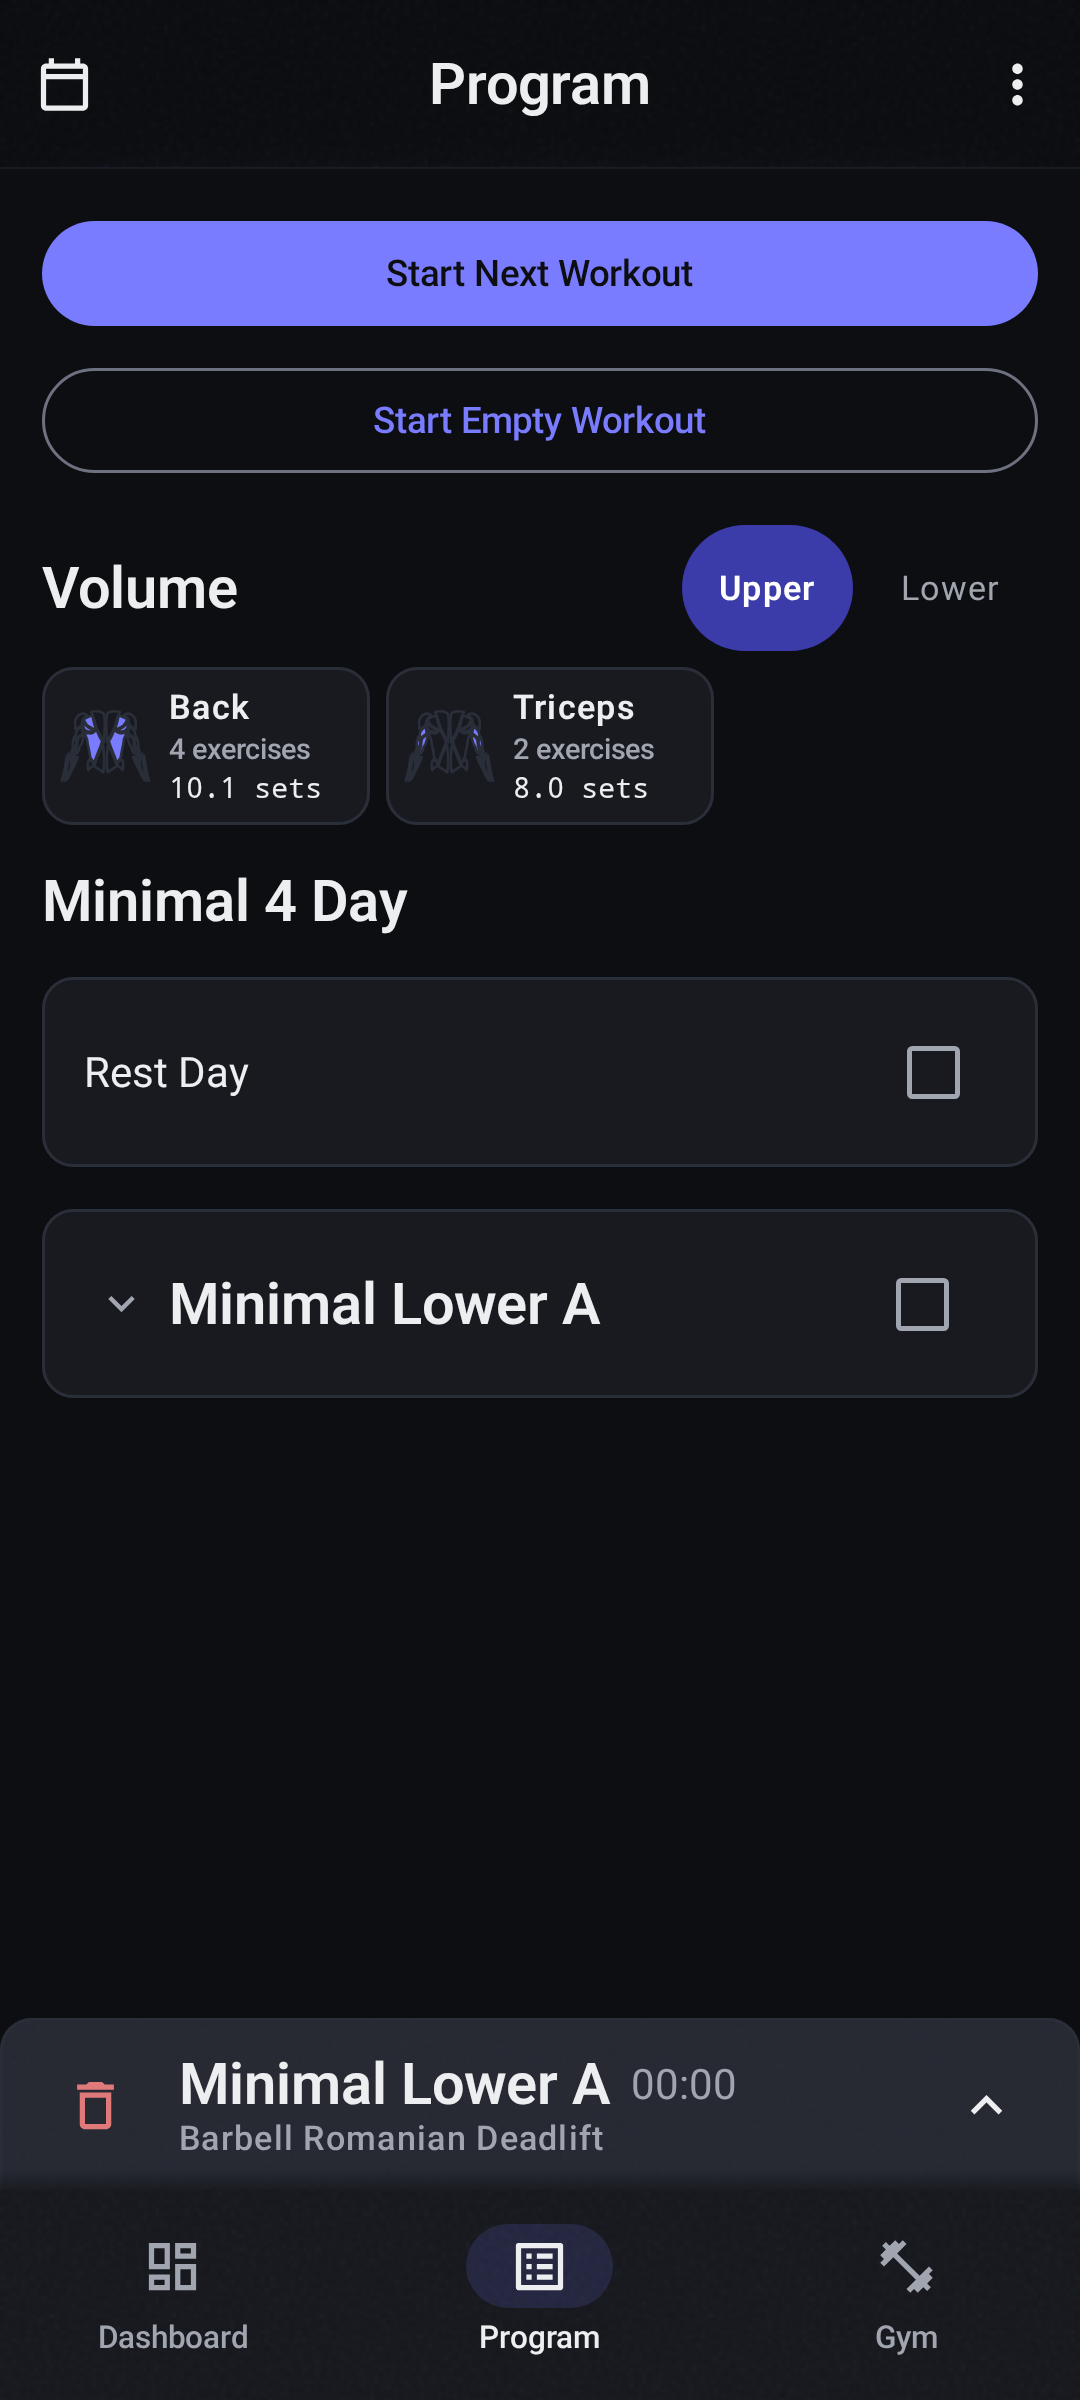 Program
Start Next Workout
Start Empty Workout
Volume
Upper
Lower
Back
4 exercises
10.1 sets
Triceps
2 exercises
8.0 sets
Minimal 4 Day
Rest Day
Minimal Lower A
Minimal Lower A 00:00
Barbell Romanian Deadlift
Dashboard
Program
Gym